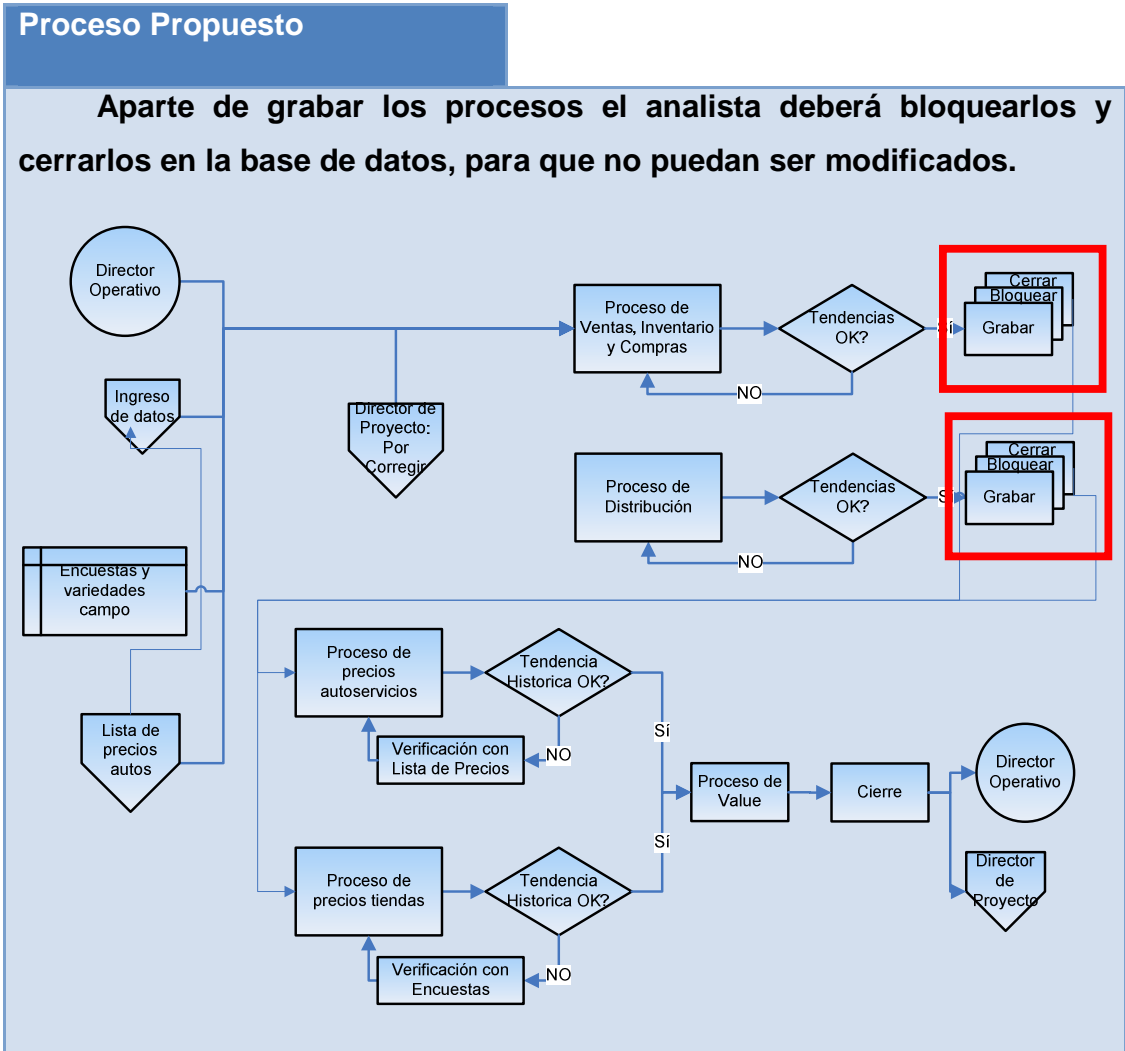 Proceso Propuesto
Aparte de grabar los procesos el analista deberá bloquearlos y
cerrarlos en la base de datos, para que no puedan ser modificados.
Director
Operativo
Proceso de
Ventas, Inventario
y Compras
Tendencias
OK?
Sí
Cerrar
Bloquear
Grabar
NO
Ingreso
de datos
Director de
Proyecto:
Por
Corregir
Proceso de
Distribución
Tendencias
OK?
Sí
Cerrar
Bloquear
Grabar
NO
Encuestas y
variedades
campo
Proceso de
precios
autoservicios
Tendencia
Historica OK?
Sí
NO
Verificación con
Lista de Precios
Lista de
precios
autos
Proceso de
Value
Cierre
Director
Operativo
Sí
Proceso de
precios tiendas
Tendencia
Historica OK?
Director
de
Proyecto
NO
Verificación con
Encuestas